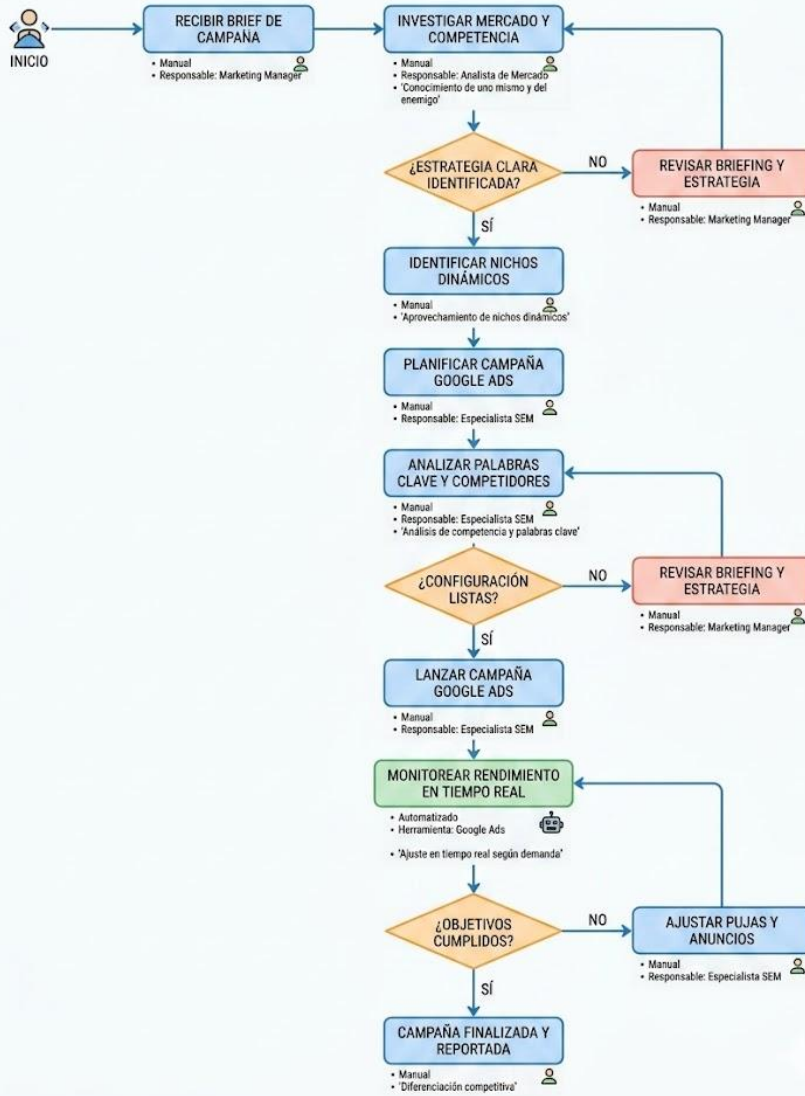 INICIO
RECIBIR BRIEF DE
CAMPAÑA
• Manual
• Responsable: Marketing Manager
INVESTIGAR MERCADO Y
COMPETENCIA
• Manual
• Responsable: Analista de Mercado
• 'Conocimiento de uno mismo y del
enemigo'
¿ESTRATEGIA CLARA
IDENTIFICADA?
NO
REVISAR BRIEFING Y
ESTRATEGIA
• Manual
• Responsable: Marketing Manager
SÍ
IDENTIFICAR NICHOS
DINÁMICOS
• Manual
• 'Aprovechamiento de nichos dinámicos'
PLANIFICAR CAMPAÑA
GOOGLE ADS
• Manual
• Responsable: Especialista SEM
ANALIZAR PALABRAS
CLAVE Y COMPETIDORES
• Manual
• Responsable: Especialista SEM
• 'Análisis de competencia y palabras clave'
¿CONFIGURACIÓN
LISTAS?
NO
REVISAR BRIEFING Y
ESTRATEGIA
• Manual
• Responsable: Marketing Manager
SÍ
LANZAR CAMPAÑA
GOOGLE ADS
• Manual
• Responsable: Especialista SEM
MONITOREAR RENDIMIENTO
EN TIEMPO REAL
• Automatizado
• Herramienta: Google Ads
• 'Ajuste en tiempo real según demanda'
¿OBJETIVOS
CUMPLIDOS?
NO
AJUSTAR PUJAS Y
ANUNCIOS
• Manual
• Responsable: Especialista SEM
SÍ
CAMPAÑA FINALIZADA Y
REPORTADA
• Manual
• 'Diferenciación competitiva'